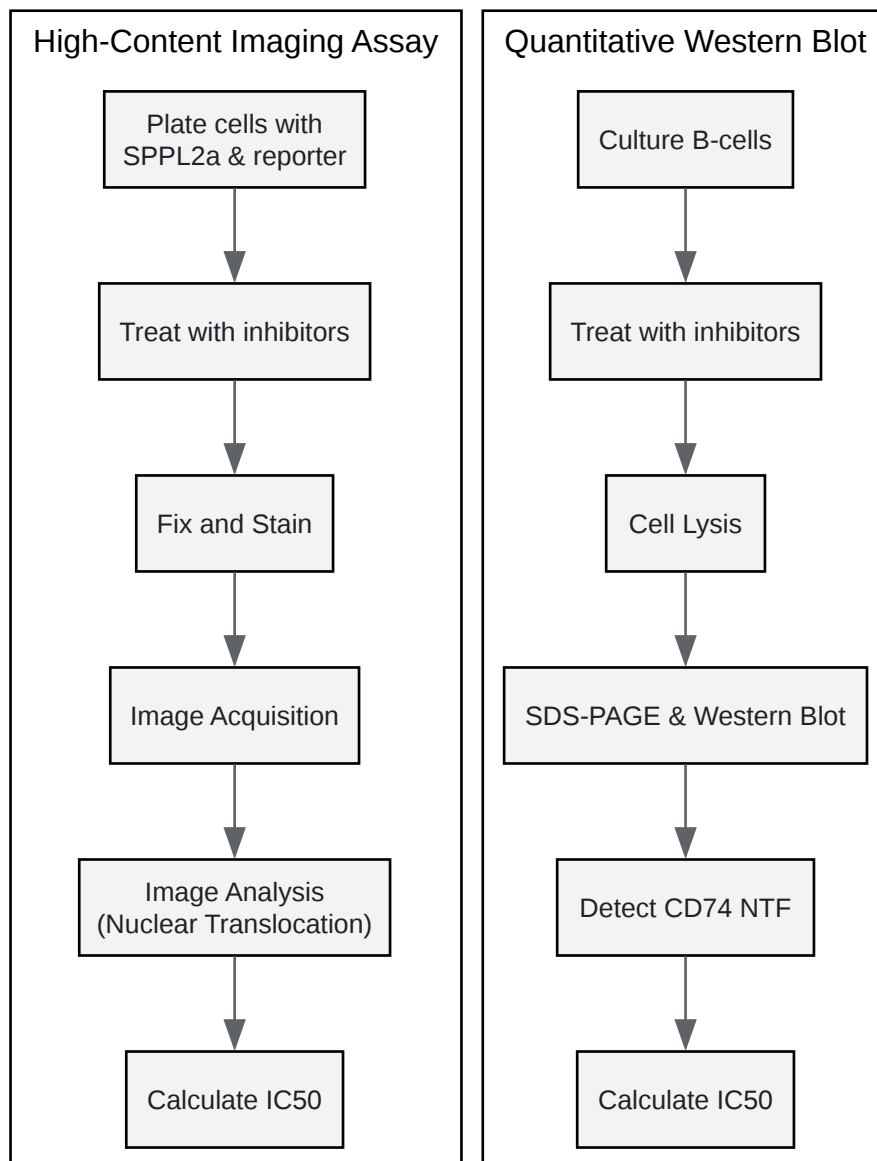 High-Content Imaging Assay
Plate cells with
SPPL2a & reporter
Treat with inhibitors
Fix and Stain
Image Acquisition
Image Analysis
(Nuclear Translocation)
Calculate IC50
Quantitative Western Blot
Culture B-cells
Treat with inhibitors
Cell Lysis
SDS-PAGE & Western Blot
Detect CD74 NTF
Calculate IC50